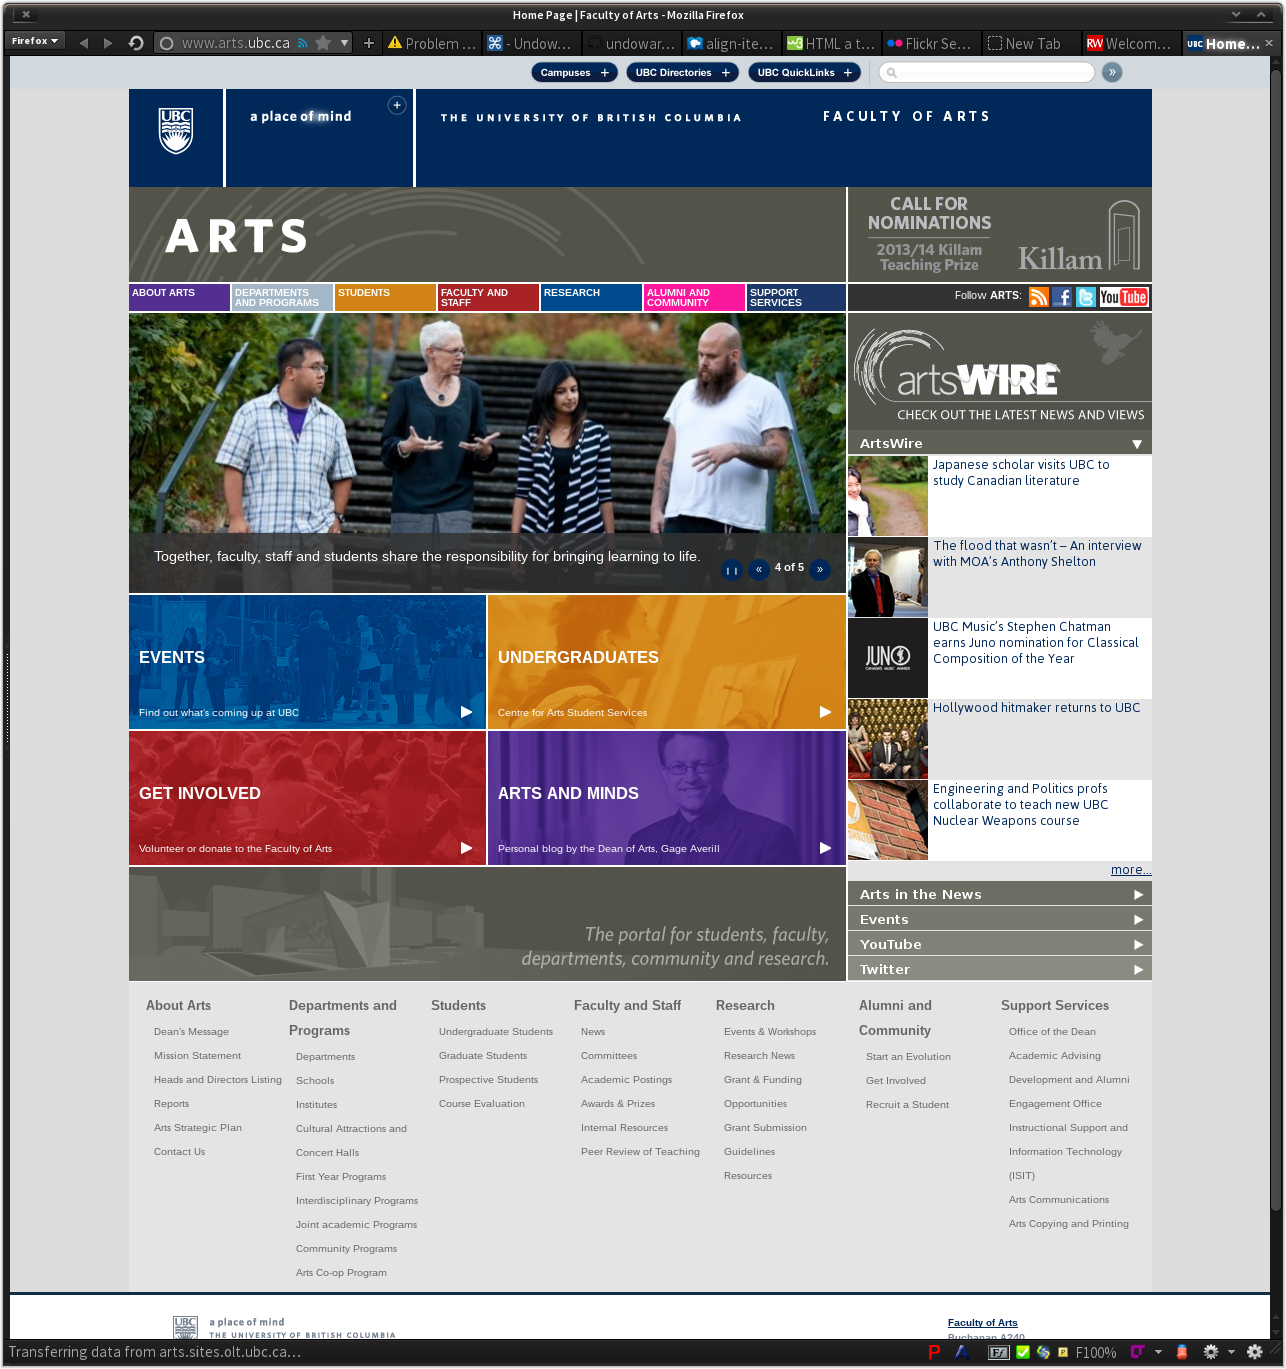 Home Page | Faculty of Arts - Mozilla Firefox
Firefox
www.arts.ubc.ca
Problem ...
- Undow...
undowar...
align-ite...
HTML a t...
Flickr Se...
New Tab
Welcom...
Home...
Campuses +
UBC Directories +
UBC QuickLinks +
UBC
a place of mind
THE UNIVERSITY OF BRITISH COLUMBIA
FACULTY OF ARTS
ARTS
CALL FOR
NOMINATIONS
2013/14 Killam
Teaching Prize
Killam
ABOUT ARTS
DEPARTMENTS
AND PROGRAMS
STUDENTS
FACULTY AND
STAFF
RESEARCH
ALUMNI AND
COMMUNITY
SUPPORT
SERVICES
Follow ARTS:
YouTube
Together, faculty, staff and students share the responsibility for bringing learning to life.
« 4 of 5 »
artsWIRE
CHECK OUT THE LATEST NEWS AND VIEWS
ArtsWire
Japanese scholar visits UBC to
study Canadian literature
The flood that wasn't – An interview
with MOA's Anthony Shelton
JUNO
UBC Music's Stephen Chatman
earns Juno nomination for Classical
Composition of the Year
Hollywood hitmaker returns to UBC
Engineering and Politics profs
collaborate to teach new UBC
Nuclear Weapons course
more...
Arts in the News
Events
YouTube
Twitter
EVENTS
Find out what's coming up at UBC
UNDERGRADUATES
Centre for Arts Student Services
GET INVOLVED
Volunteer or donate to the Faculty of Arts
ARTS AND MINDS
Personal blog by the Dean of Arts, Gage Averill
The portal for students, faculty,
departments, community and research.
About Arts
Dean's Message
Mission Statement
Heads and Directors Listing
Reports
Arts Strategic Plan
Contact Us
Departments and
Programs
Departments
Schools
Institutes
Cultural Attractions and
Concert Halls
First Year Programs
Interdisciplinary Programs
Joint academic Programs
Community Programs
Arts Co-op Program
Students
Undergraduate Students
Graduate Students
Prospective Students
Course Evaluation
Faculty and Staff
News
Committees
Academic Postings
Awards & Prizes
Internal Resources
Peer Review of Teaching
Research
Events & Workshops
Research News
Grant & Funding
Opportunities
Grant Submission
Guidelines
Resources
Alumni and
Community
Start an Evolution
Get Involved
Recruit a Student
Support Services
Office of the Dean
Academic Advising
Development and Alumni
Engagement Office
Instructional Support and
Information Technology
(ISIT)
Arts Communications
Arts Copying and Printing
UBC
a place of mind
THE UNIVERSITY OF BRITISH COLUMBIA
Faculty of Arts
Buchanan A240
Transferring data from arts.sites.olt.ubc.ca...
F100%